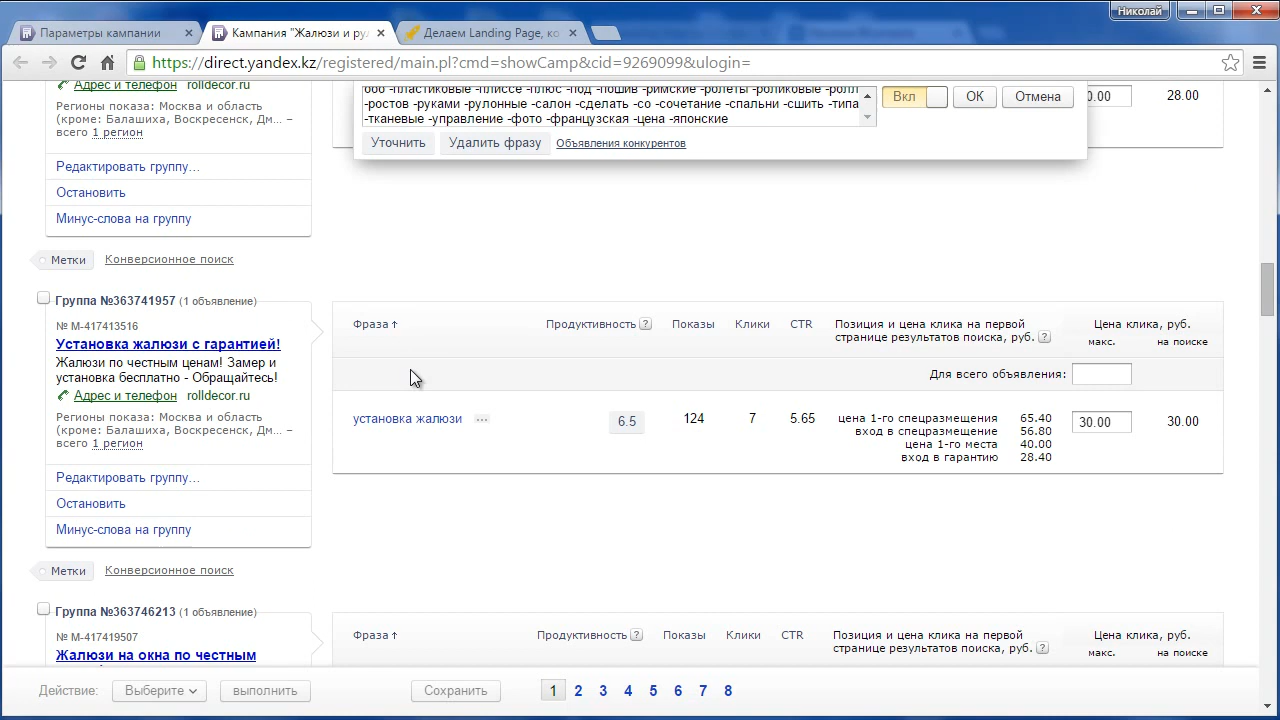 Николай
Параметры кампании
Кампания "Жалюзи и рул
Делаем Landing Page, ко
https://direct.yandex.kz/registered/main.pl?cmd=showCamp&cid=9269099&ulogin=
Адрес и телефон rolldecor.ru
Регионы показа: Москва и область
(кроме: Балашиха, Воскресенск, Дм... –
всего 1 регион
Редактировать группу...
Остановить
Минус-слова на группу
ооо -пластиковые -плиссе -плюс -под -пошив -римские -ролеты -роликовые -ролл
-ростов -руками -рулонные -салон -сделать -со -сочетание -спальни -сшить -типа
-тканевые -управление -фото -французская -цена -японские
Вкл
ОК
Отмена
28.00
Уточнить
Удалить фразу
Объявления конкурентов
Метки
Конверсионное поиск
Группа №363741957 (1 объявление)
№ M-417413516
Установка жалюзи с гарантией!
Жалюзи по честным ценам! Замер и
установка бесплатно - Обращайтесь!
Адрес и телефон rolldecor.ru
Регионы показа: Москва и область
(кроме: Балашиха, Воскресенск, Дм... –
всего 1 регион
Редактировать группу...
Остановить
Минус-слова на группу
Фраза↑
Продуктивность ?
Показы
Клики
CTR
Позиция и цена клика на первой
странице результатов поиска, руб. ?
Цена клика, руб.
макс. на поиске
Для всего объявления:
установка жалюзи ...
6.5
124
7
5.65
цена 1-го спецразмещения 65.40
вход в спецразмещение 56.80
цена 1-го места 40.00
вход в гарантию 28.40
30.00
30.00
Метки
Конверсионное поиск
Группа №363746213 (1 объявление)
№ M-417419507
Жалюзи на окна по честным
Фраза↑
Продуктивность ?
Показы
Клики
CTR
Позиция и цена клика на первой
странице результатов поиска, руб. ?
Цена клика, руб.
макс. на поиске
Действие:
Выберите
выполнить
Сохранить
1 2 3 4 5 6 7 8